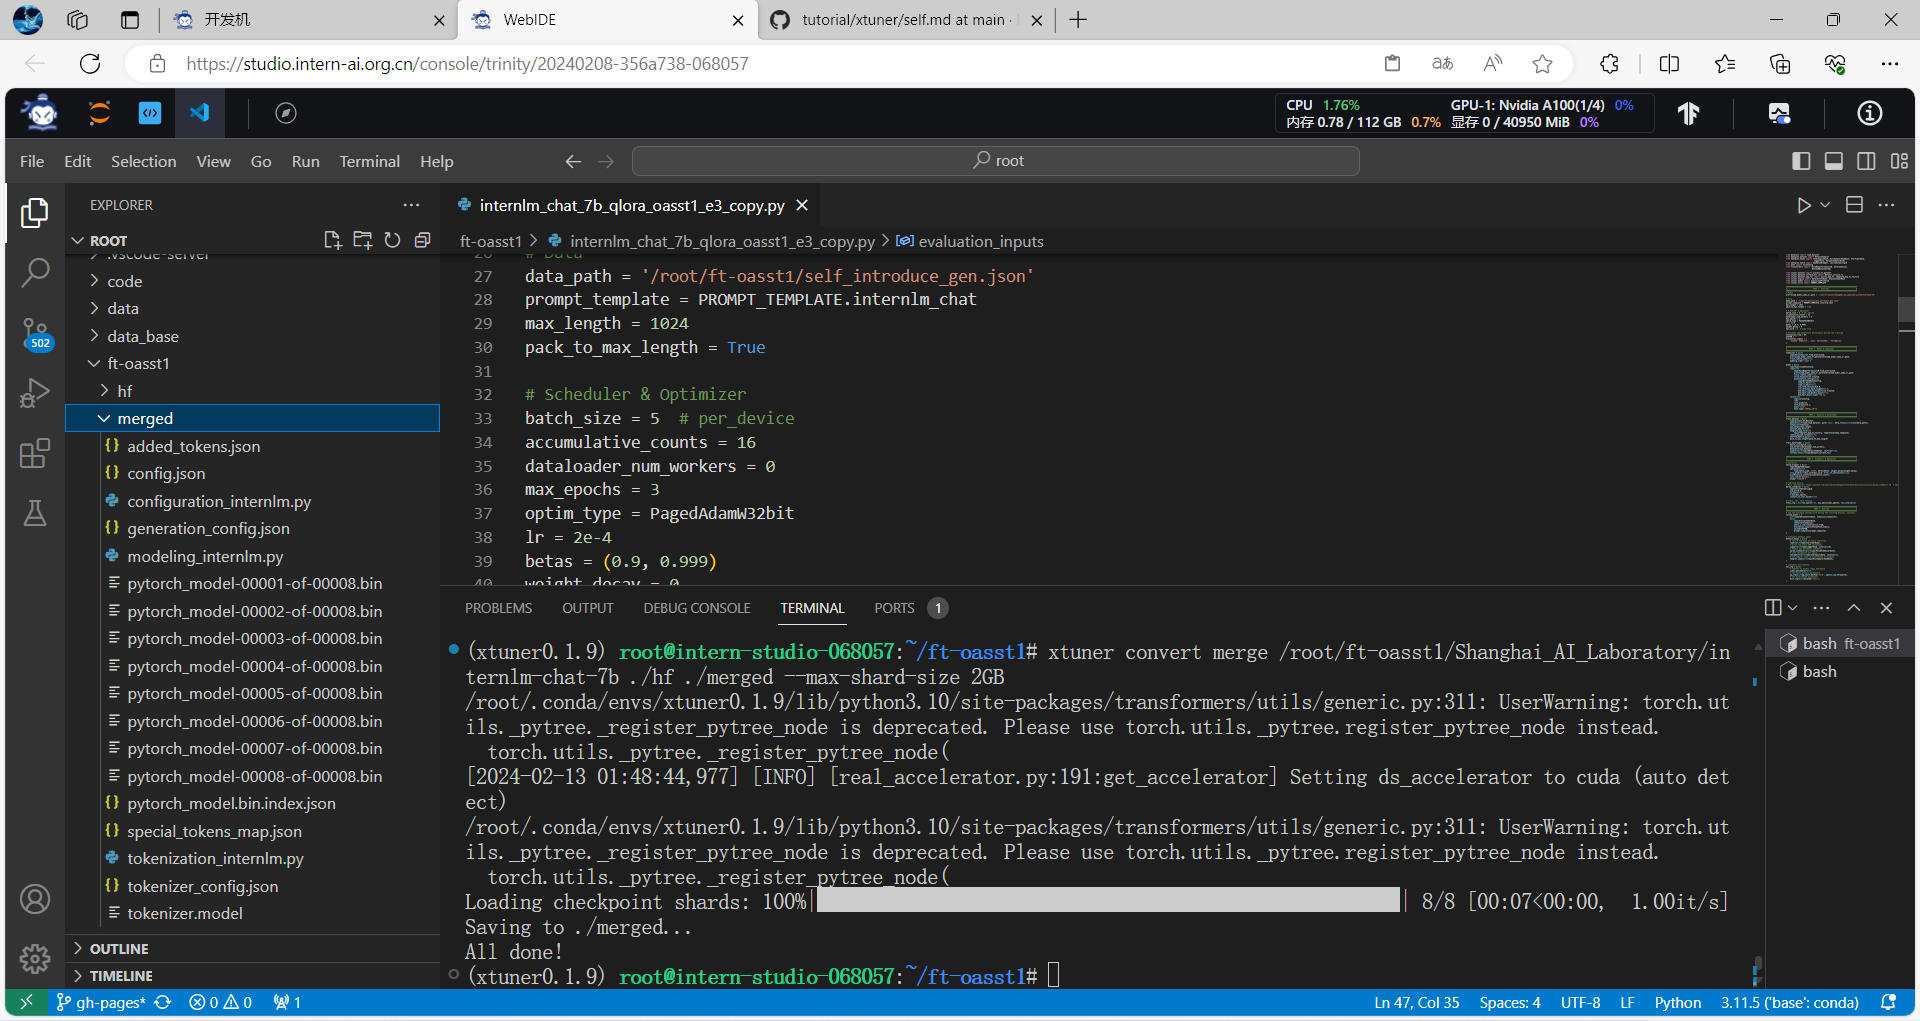 开发机
WebIDE
tutorial/xtuner/self.md at main ·
https://studio.intern-ai.org.cn/console/trinity/20240208-356a738-068057
CPU 1.76% GPU-1: Nvidia A100(1/4) 0%
内存 0.78 / 112 GB 0.7% 显存 0 / 40950 MiB 0%
File Edit Selection View Go Run Terminal Help
root
EXPLORER
ROOT
.vscode-server
code
data
data_base
ft-oasst1
hf
merged
added_tokens.json
config.json
configuration_internlm.py
generation_config.json
modeling_internlm.py
pytorch_model-00001-of-00008.bin
pytorch_model-00002-of-00008.bin
pytorch_model-00003-of-00008.bin
pytorch_model-00004-of-00008.bin
pytorch_model-00005-of-00008.bin
pytorch_model-00006-of-00008.bin
pytorch_model-00007-of-00008.bin
pytorch_model-00008-of-00008.bin
pytorch_model.bin.index.json
special_tokens_map.json
tokenization_internlm.py
tokenizer_config.json
tokenizer.model
OUTLINE
TIMELINE
502
internlm_chat_7b_qlora_oasst1_e3_copy.py
ft-oasst1 > internlm_chat_7b_qlora_oasst1_e3_copy.py > evaluation_inputs
26 # Data
27 data_path = '/root/ft-oasst1/self_introduce_gen.json'
28 prompt_template = PROMPT_TEMPLATE.internlm_chat
29 max_length = 1024
30 pack_to_max_length = True
31
32 # Scheduler & Optimizer
33 batch_size = 5  # per_device
34 accumulative_counts = 16
35 dataloader_num_workers = 0
36 max_epochs = 3
37 optim_type = PagedAdamW32bit
38 lr = 2e-4
39 betas = (0.9, 0.999)
40 weight_decay = 0
PROBLEMS OUTPUT DEBUG CONSOLE TERMINAL PORTS 1
(xtuner0.1.9) root@intern-studio-068057:~/ft-oasst1# xtuner convert merge /root/ft-oasst1/Shanghai_AI_Laboratory/in
ternlm-chat-7b ./hf ./merged --max-shard-size 2GB
/root/.conda/envs/xtuner0.1.9/lib/python3.10/site-packages/transformers/utils/generic.py:311: UserWarning: torch.ut
ils._pytree._register_pytree_node is deprecated. Please use torch.utils._pytree.register_pytree_node instead.
  torch.utils._pytree._register_pytree_node(
[2024-02-13 01:48:44,977] [INFO] [real_accelerator.py:191:get_accelerator] Setting ds_accelerator to cuda (auto det
ect)
/root/.conda/envs/xtuner0.1.9/lib/python3.10/site-packages/transformers/utils/generic.py:311: UserWarning: torch.ut
ils._pytree._register_pytree_node is deprecated. Please use torch.utils._pytree.register_pytree_node instead.
  torch.utils._pytree._register_pytree_node(
Loading checkpoint shards: 100%| | 8/8 [00:07<00:00,  1.00it/s]
Saving to ./merged...
All done!
(xtuner0.1.9) root@intern-studio-068057:~/ft-oasst1#
bash ft-oasst1
bash
gh-pages* 0 0 1
Ln 47, Col 35 Spaces: 4 UTF-8 LF Python 3.11.5 ('base': conda)